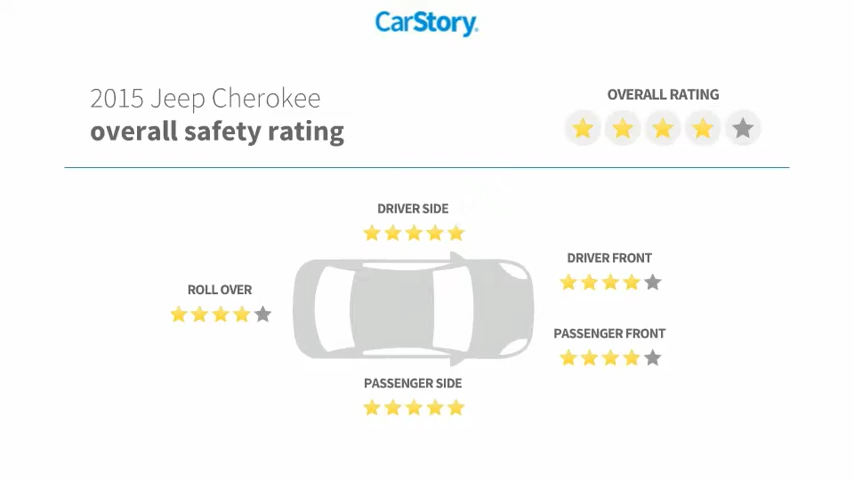 CarStory.
2015 Jeep Cherokee
overall safety rating
OVERALL RATING
DRIVER SIDE
DRIVER FRONT
ROLL OVER
PASSENGER FRONT
PASSENGER SIDE